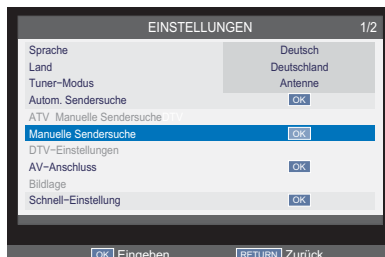 EINSTELLUNGEN 1/2
Sprache Deutsch
Land Deutschland
Tuner−Modus Antenne
Autom. Sendersuche OK
ATV Manuelle Sendersuche DTV
Manuelle Sendersuche OK
DTV−Einstellungen
AV−Anschluss OK
Bildlage
Schnell−Einstellung OK
OK Eingeben RETURN Zurück